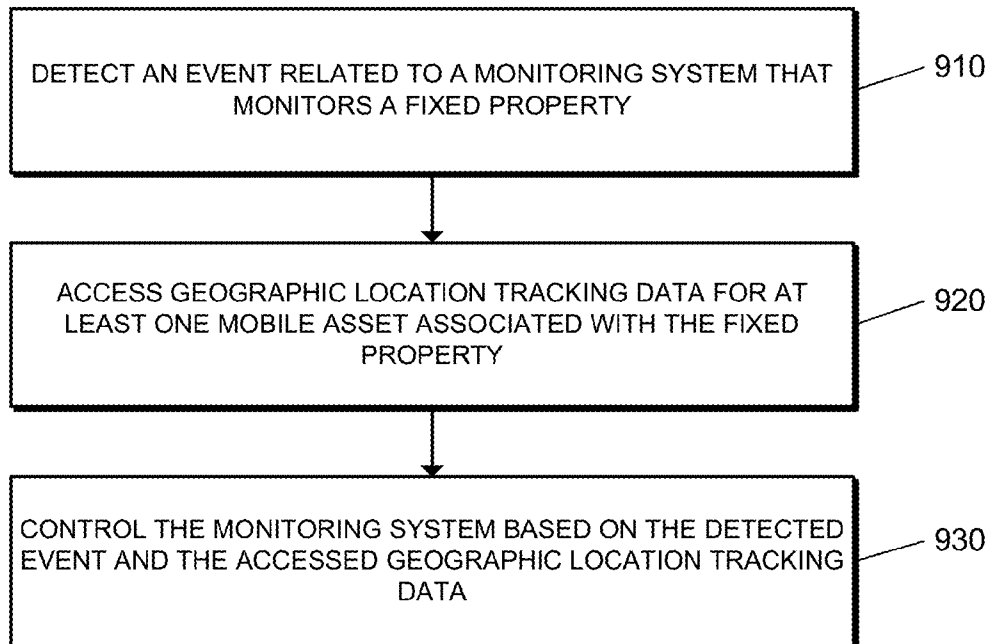 DETECT AN EVENT RELATED TO A MONITORING SYSTEM THAT
MONITORS A FIXED PROPERTY
910
ACCESS GEOGRAPHIC LOCATION TRACKING DATA FOR AT
LEAST ONE MOBILE ASSET ASSOCIATED WITH THE FIXED
PROPERTY
920
CONTROL THE MONITORING SYSTEM BASED ON THE DETECTED
EVENT AND THE ACCESSED GEOGRAPHIC LOCATION TRACKING
DATA
930